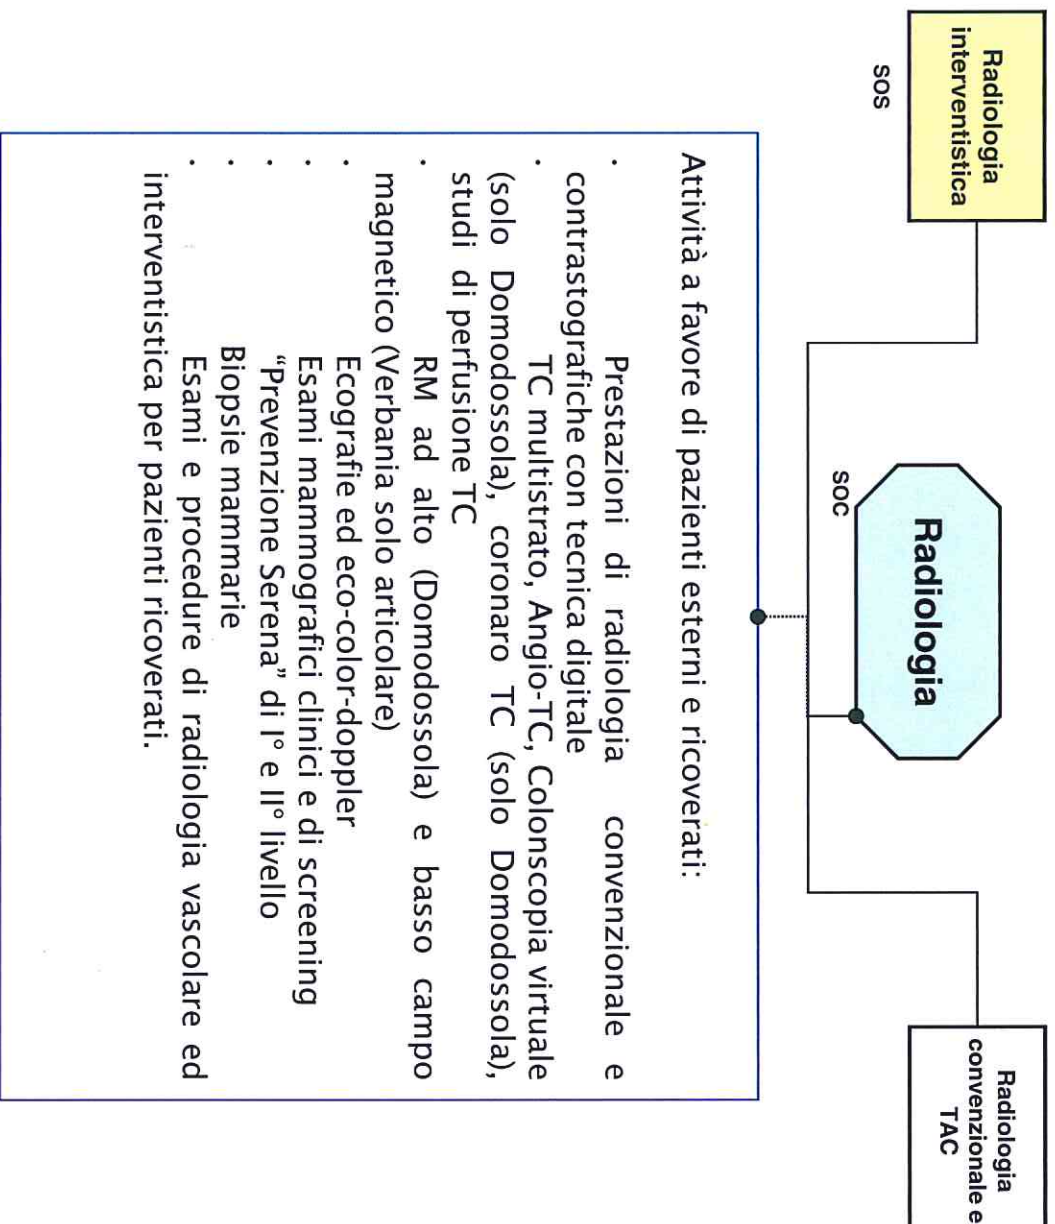 Radiologia
interventistica
SOS
Radiologia
SOC
Radiologia
convenzionale e
TAC
Attività a favore di pazienti esterni e ricoverati:
· Prestazioni di radiologia convenzionale e
contrastografiche con tecnica digitale
· TC multistrato, Angio-TC, Colonscopia virtuale
(solo Domodossola), coronaro TC (solo Domodossola),
studi di perfusione TC
· RM ad alto (Domodossola) e basso campo
magnetico (Verbania solo articolare)
· Ecografie ed eco-color-doppler
· Esami mammografici clinici e di screening
· “Prevenzione Serena” di I° e II° livello
· Biopsie mammarie
· Esami e procedure di radiologia vascolare ed
interventistica per pazienti ricoverati.